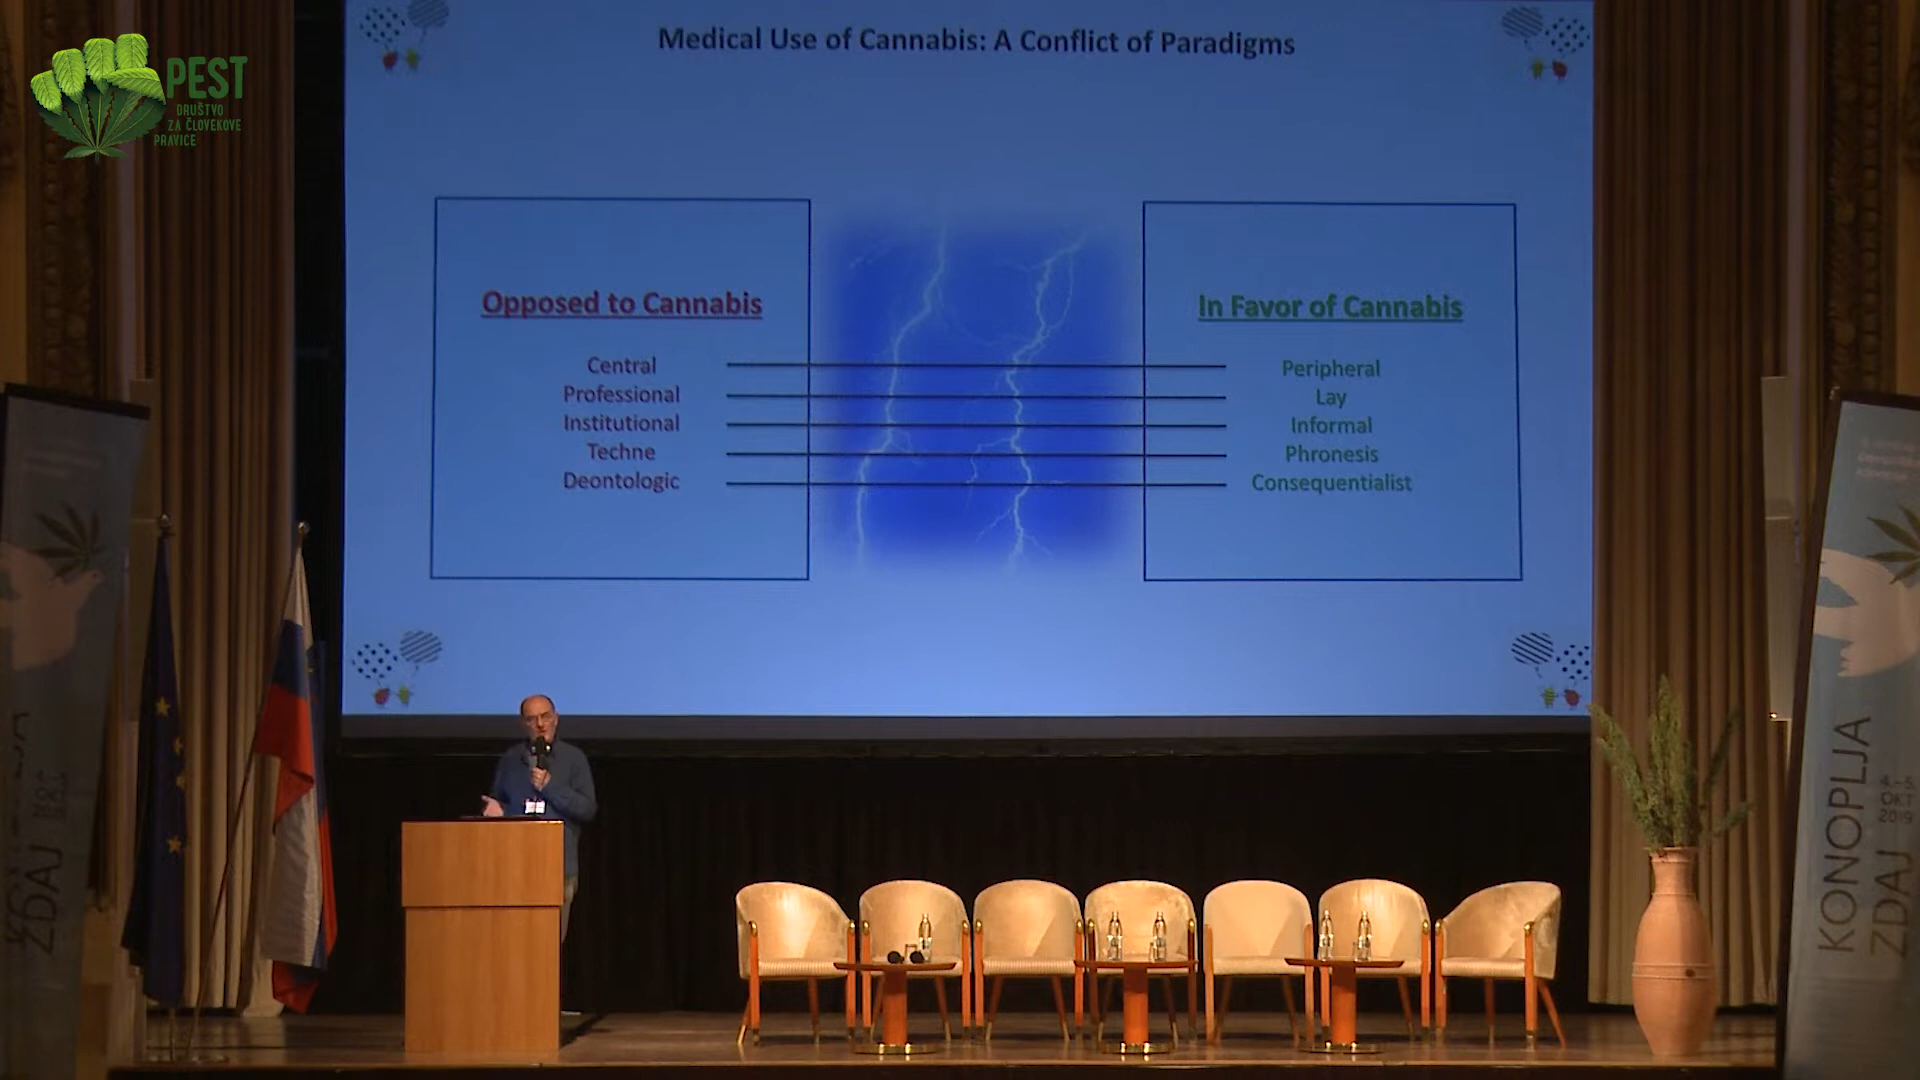 PEST
DRUŠTVO
ZA ČLOVEKOVE
PRAVICE
Medical Use of Cannabis: A Conflict of Paradigms
Opposed to Cannabis
Central
Professional
Institutional
Techne
Deontologic
In Favor of Cannabis
Peripheral
Lay
Informal
Phronesis
Consequentialist
ZDAJ
KONOPLJA
ZDAJ
4.–5.
OKT
2019